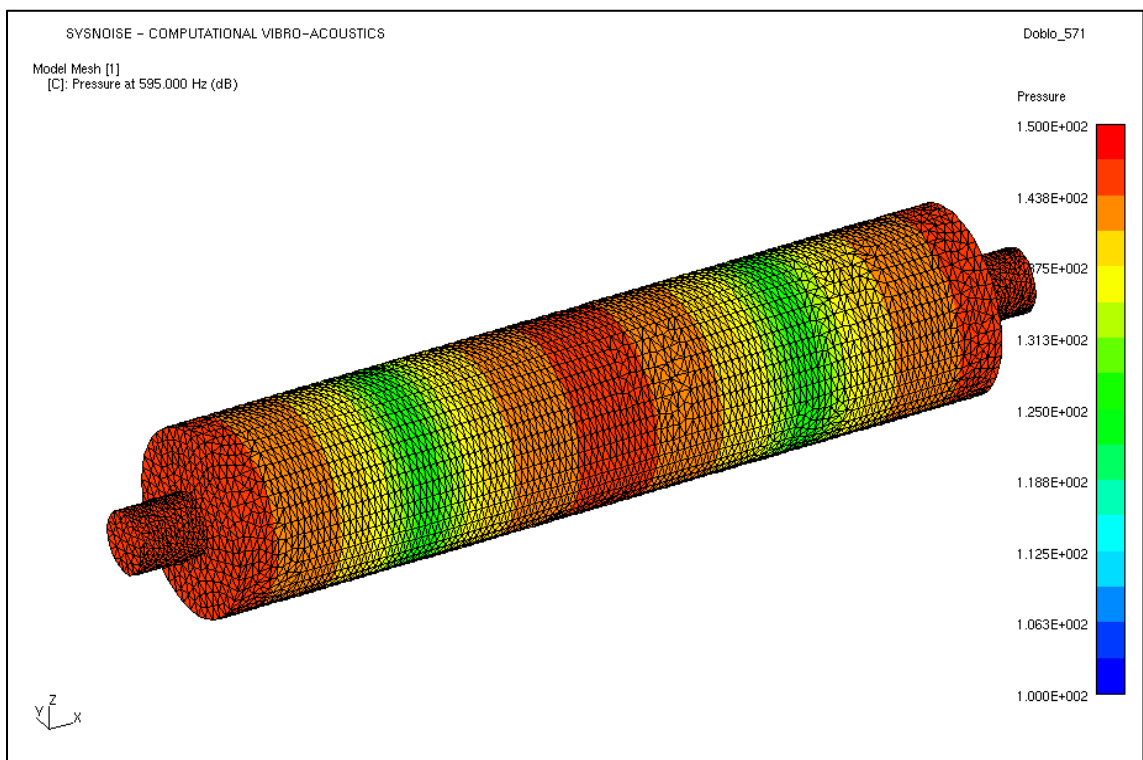 SYSNOISE - COMPUTATIONAL VIBRO-ACOUSTICS
Doblo_571
Model Mesh [1]
[C]: Pressure at 595.000 Hz (dB)
Pressure
1.500E+002
1.438E+002
375E+002
1.313E+002
1.250E+002
1.188E+002
1.125E+002
1.063E+002
1.000E+002
Y Z X